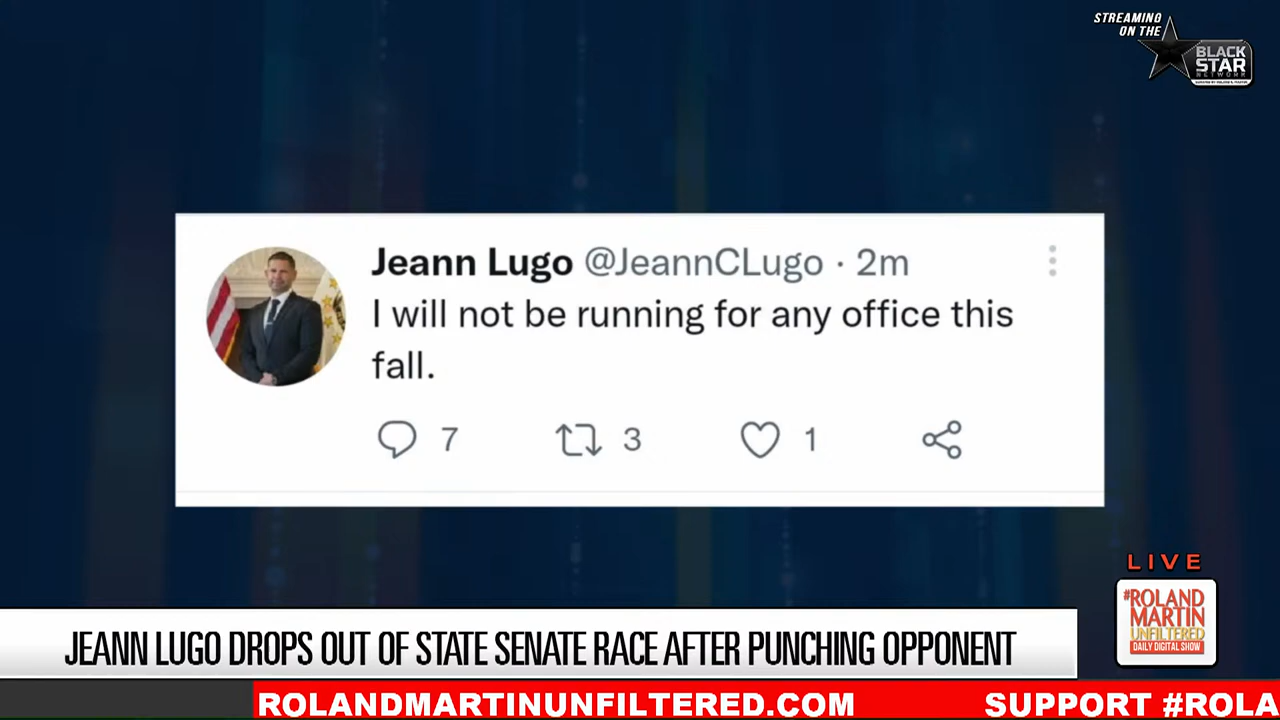 STREAMING
ON THE
BLACK
STAR
NETWORK
Jeann Lugo @JeannCLugo · 2m
I will not be running for any office this
fall.
7 3 1
LIVE
#ROLAND
MARTIN
UNFILTERED
DAILY DIGITAL SHOW
JEANN LUGO DROPS OUT OF STATE SENATE RACE AFTER PUNCHING OPPONENT
ROLANDMARTINUNFILTERED.COM SUPPORT #ROLA